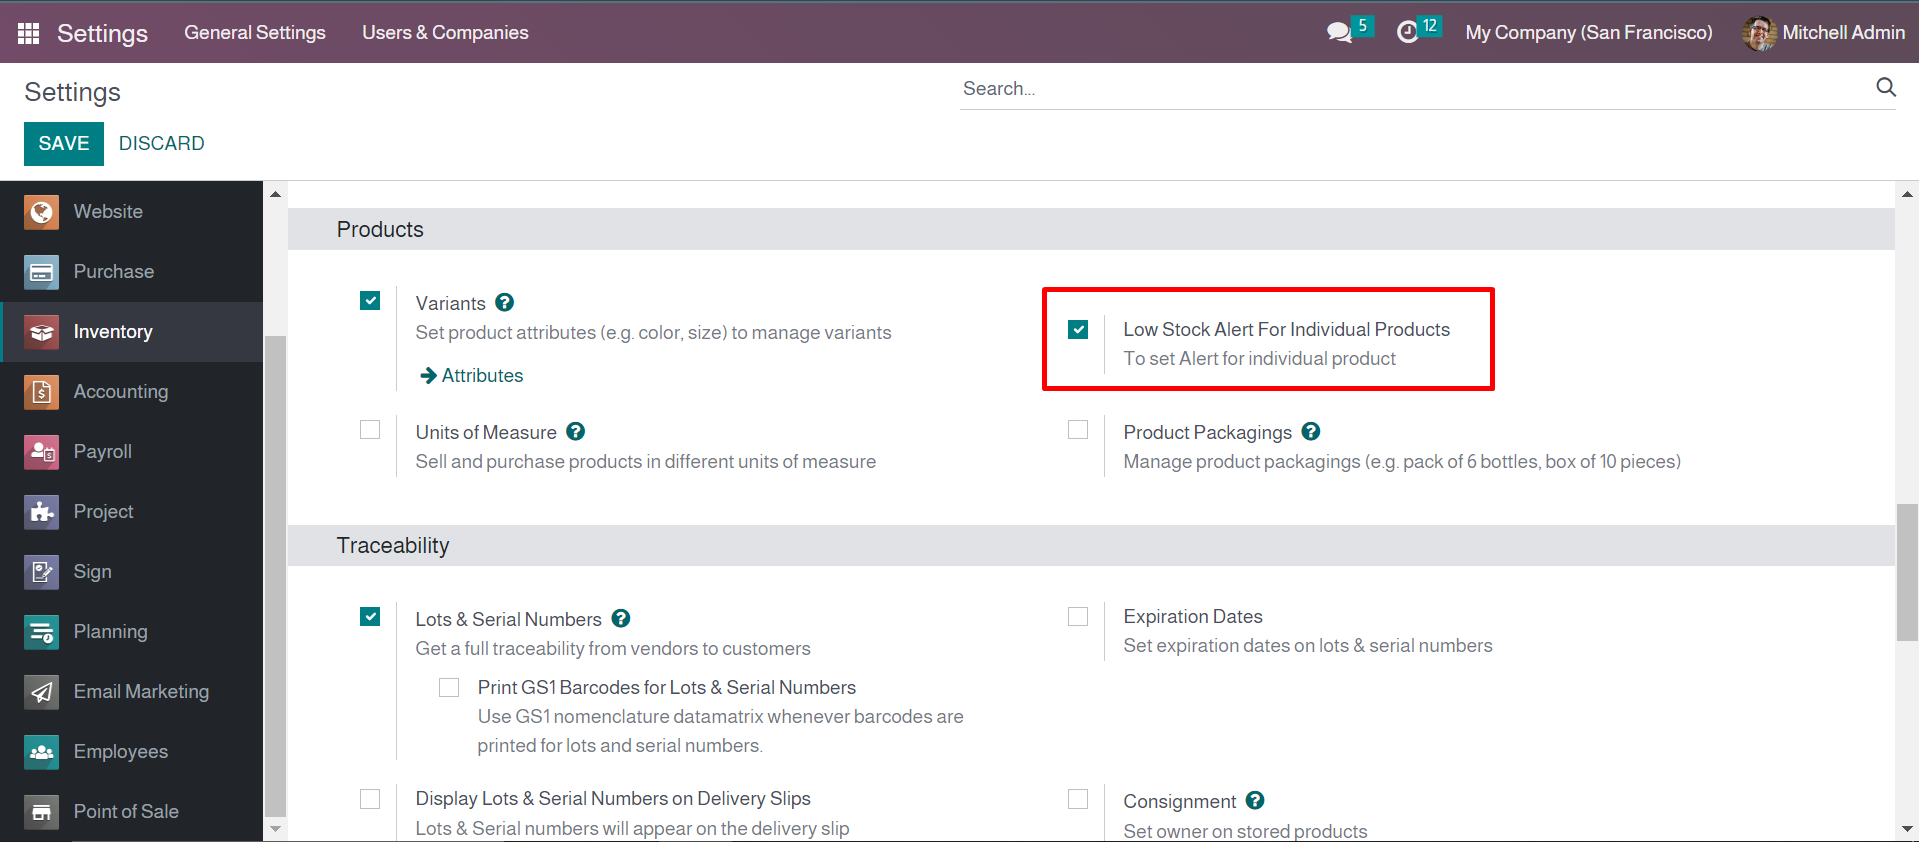 Settings General Settings Users & Companies 5 12 My Company (San Francisco) Mitchell Admin
Settings
Search...
SAVE DISCARD
Website
Purchase
Inventory
Accounting
Payroll
Project
Sign
Planning
Email Marketing
Employees
Point of Sale
Products
Variants ?
Set product attributes (e.g. color, size) to manage variants
Attributes
Low Stock Alert For Individual Products
To set Alert for individual product
Units of Measure ?
Sell and purchase products in different units of measure
Product Packagings ?
Manage product packagings (e.g. pack of 6 bottles, box of 10 pieces)
Traceability
Lots & Serial Numbers ?
Get a full traceability from vendors to customers
Print GS1 Barcodes for Lots & Serial Numbers
Use GS1 nomenclature datamatrix whenever barcodes are
printed for lots and serial numbers.
Expiration Dates
Set expiration dates on lots & serial numbers
Display Lots & Serial Numbers on Delivery Slips
Lots & Serial numbers will appear on the delivery slip
Consignment ?
Set owner on stored products